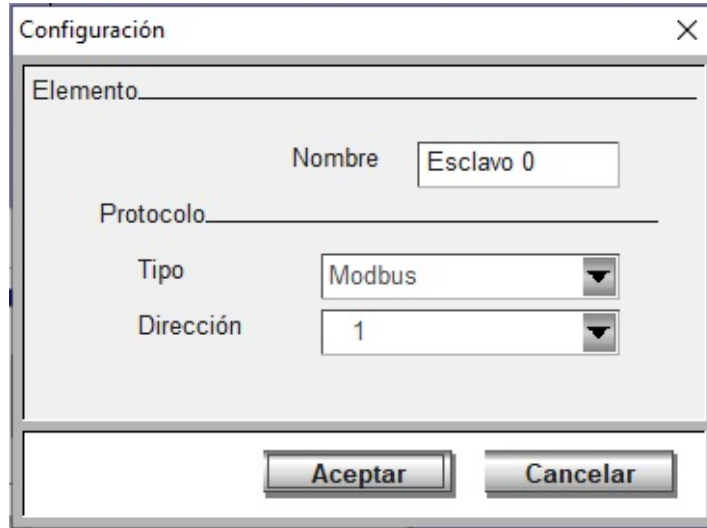 Configuración
Elemento
Nombre Esclavo 0
Protocolo
Tipo Modbus
Dirección 1
Aceptar Cancelar